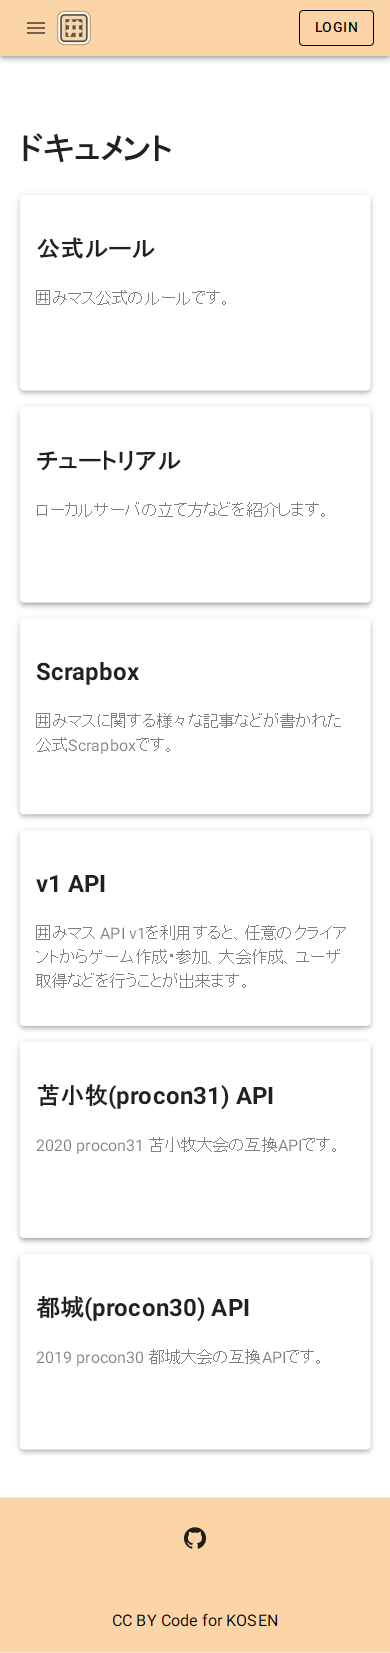 LOGIN
ドキュメント
公式ルール
囲みマス公式のルールです。
チュートリアル
ローカルサーバの立て方などを紹介します。
Scrapbox
囲みマスに関する様々な記事などが書かれた
公式Scrapboxです。
v1 API
囲みマス API v1を利用すると、任意のクライア
ントからゲーム作成・参加、大会作成、ユーザ
取得などを行うことが出来ます。
苫小牧(procon31) API
2020 procon31 苫小牧大会の互換APIです。
都城(procon30) API
2019 procon30 都城大会の互換APIです。
CC BY Code for KOSEN